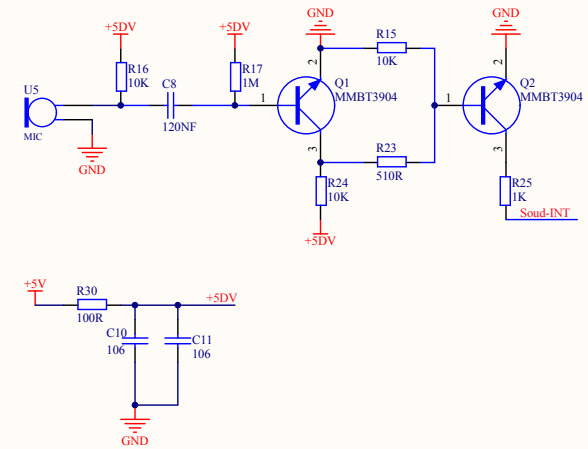 GND
GND
+5DV
+5DV
R15
10K
R16
10K
R17
1M
2
2
U5
C8
Q1
MMBT3904
Q2
MMBT3904
1
1
MIC
120NF
GND
3
3
R23
510R
R24
10K
R25
1K
Soud-INT
+5DV
+5V
R30
100R
+5DV
C10
106
C11
106
GND